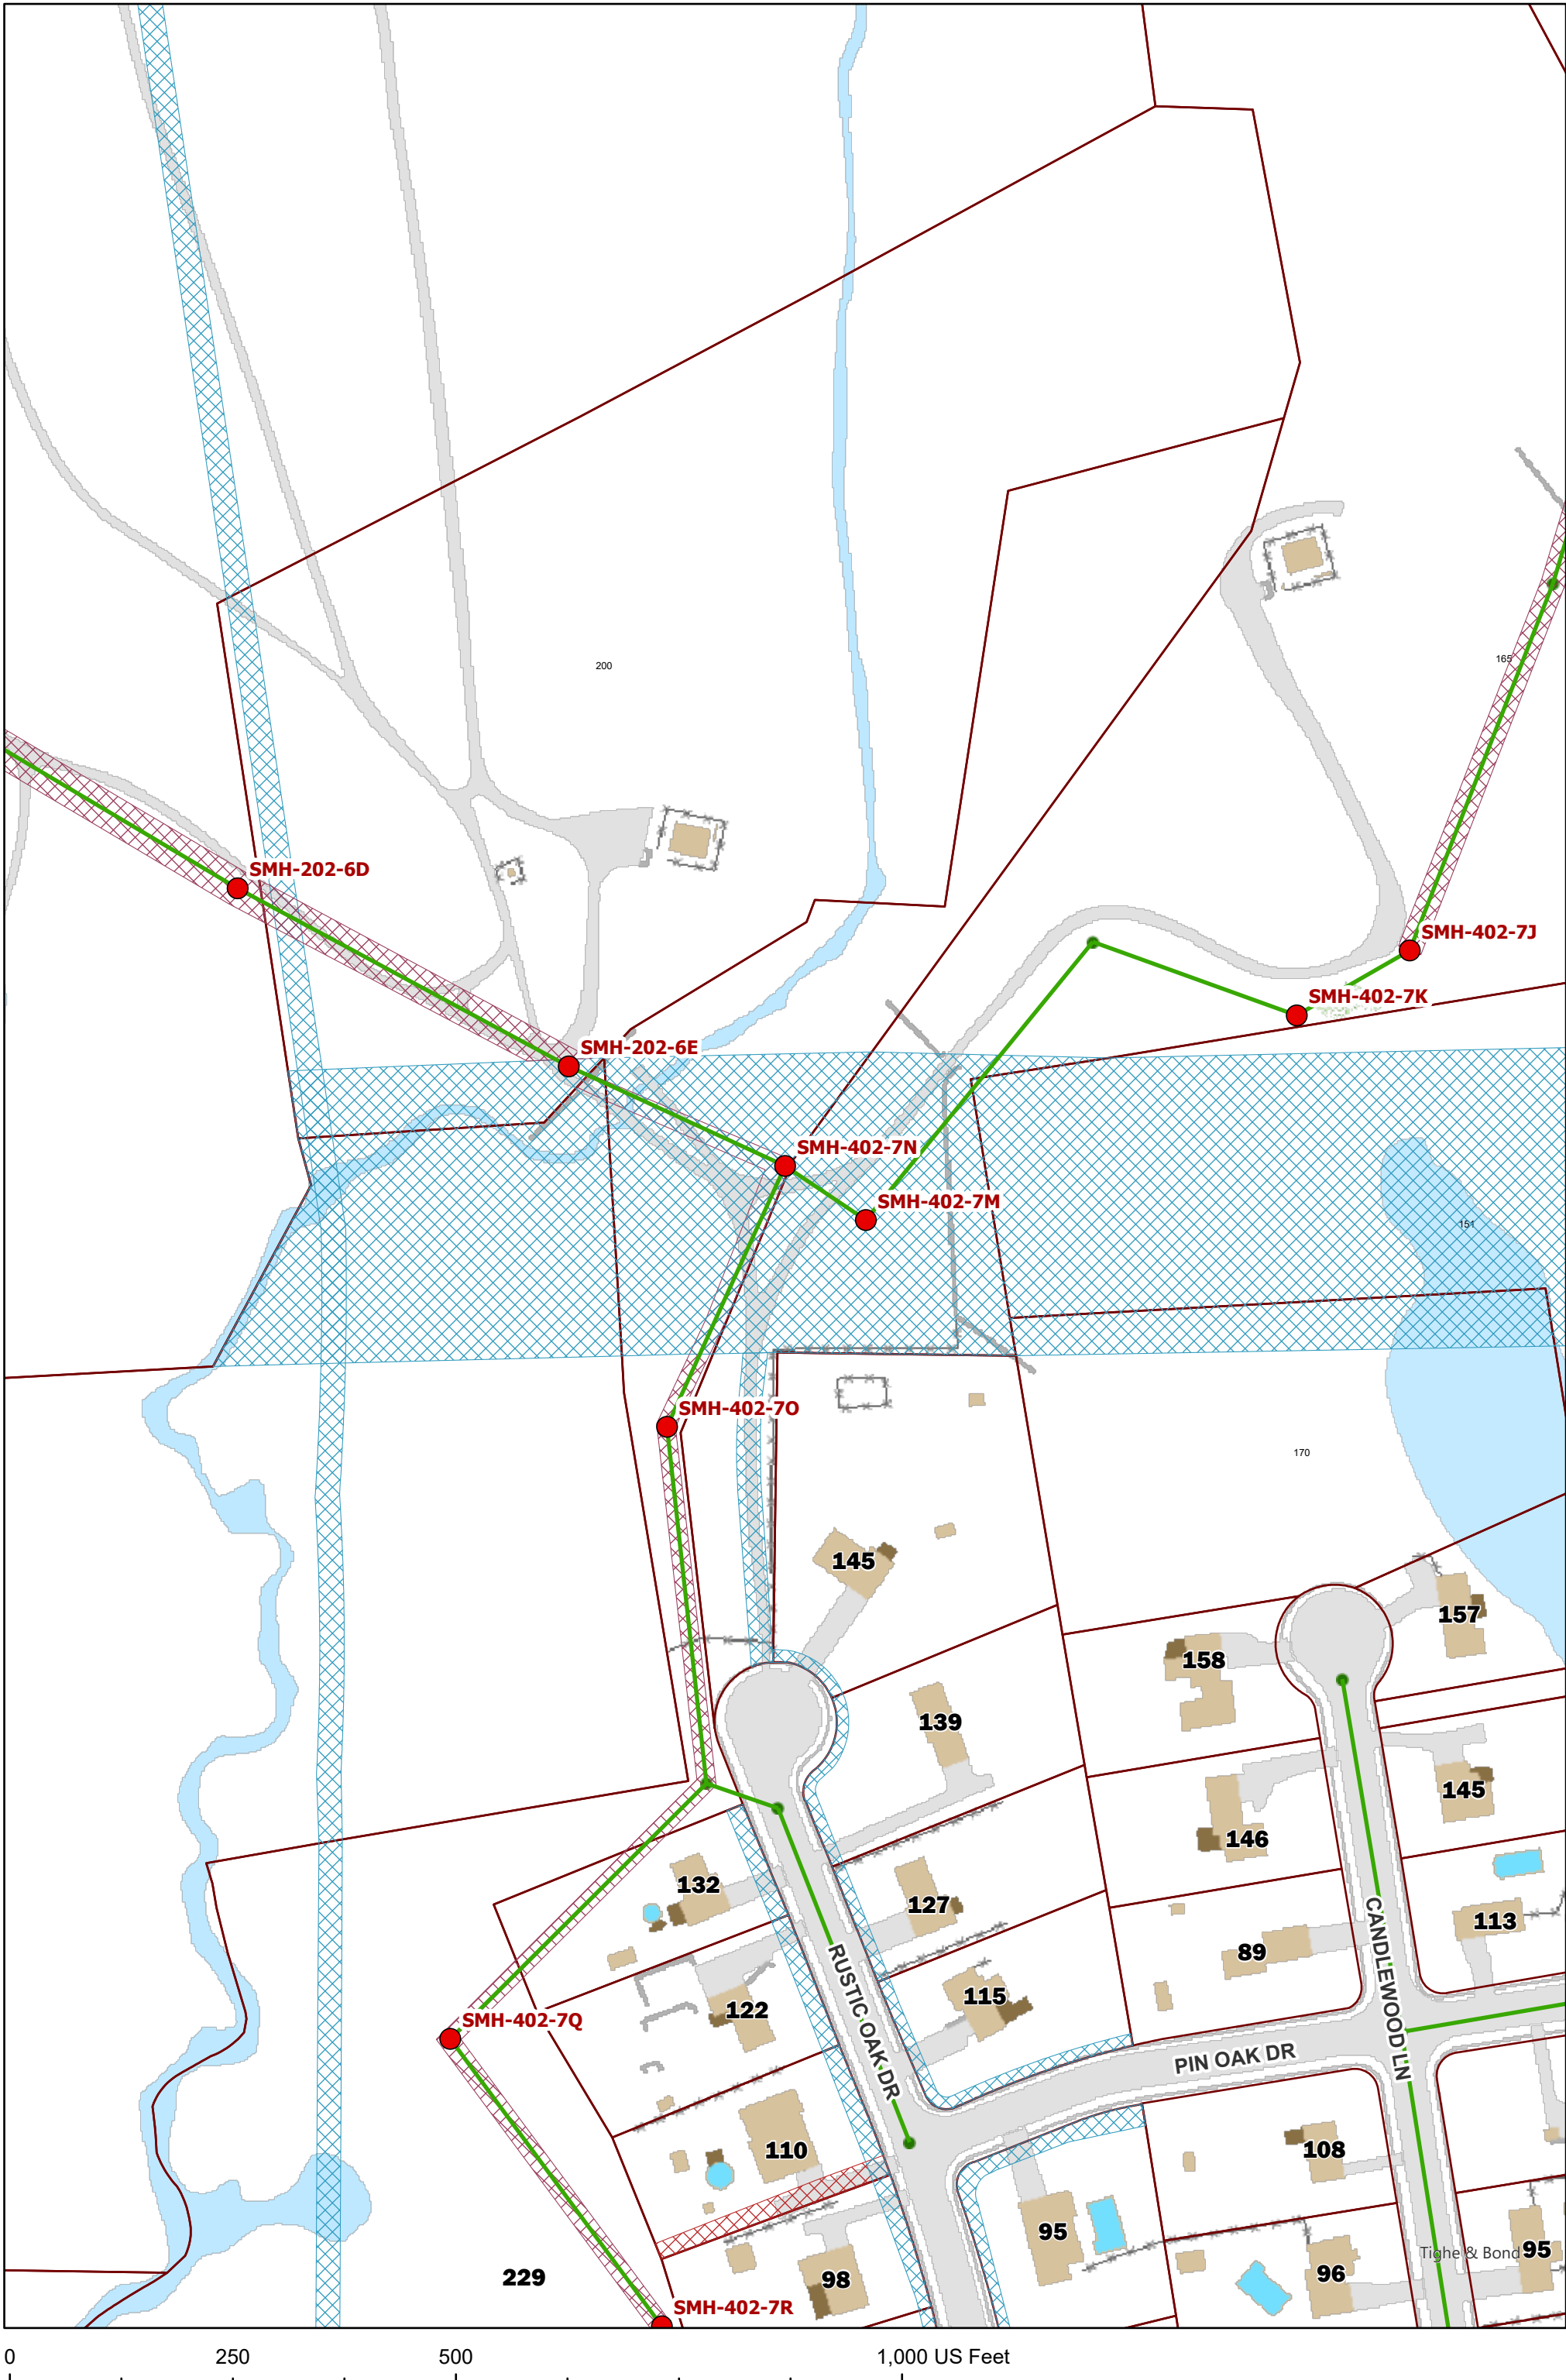 200
165
SMH-202-6D
SMH-402-7J
SMH-402-7K
SMH-202-6E
SMH-402-7N
SMH-402-7M
151
SMH-402-7O
170
145
157
158
139
145
146
132
127
113
89
CANDLEWOOD LN
RUSTIC OAK DR
115
122
SMH-402-7Q
PIN OAK DR
110
108
95
Tighe & Bond
95
96
98
229
SMH-402-7R
0 250 500 1,000 US Feet